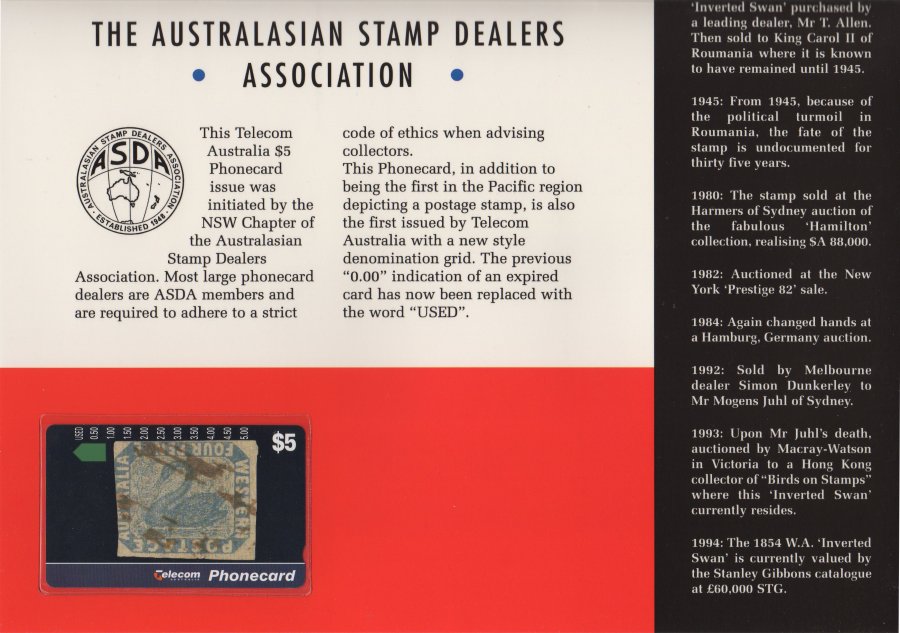 THE AUSTRALASIAN STAMP DEALERS
ASSOCIATION
AUSTRALASIAN STAMP DEALERS ASSOCIATION
ASDA
ESTABLISHED 1948
This Telecom
Australia $5
Phonecard
issue was
initiated by the
NSW Chapter of
the Australasian
Stamp Dealers
Association. Most large phonecard
dealers are ASDA members and
are required to adhere to a strict
code of ethics when advising
collectors.
This Phonecard, in addition to
being the first in the Pacific region
depicting a postage stamp, is also
the first issued by Telecom
Australia with a new style
denomination grid. The previous
“0.00” indication of an expired
card has now been replaced with
the word “USED”.
USED
0.50
1.00
1.50
2.00
2.50
3.00
3.50
4.00
4.50
5.00
$5
FOUR PENCE
WESTERN
AUSTRALIA
POSTAGE
Telecom
AUSTRALIA
Phonecard
‘Inverted Swan’ purchased by
a leading dealer, Mr T. Allen.
Then sold to King Carol II of
Roumania where it is known
to have remained until 1945.
1945: From 1945, because of
the political turmoil in
Roumania, the fate of the
stamp is undocumented for
thirty five years.
1980: The stamp sold at the
Harmers of Sydney auction of
the fabulous ‘Hamilton’
collection, realising $A 88,000.
1982: Auctioned at the New
York ‘Prestige 82’ sale.
1984: Again changed hands at
a Hamburg, Germany auction.
1992: Sold by Melbourne
dealer Simon Dunkerley to
Mr Mogens Juhl of Sydney.
1993: Upon Mr Juhl’s death,
auctioned by Macray-Watson
in Victoria to a Hong Kong
collector of “Birds on Stamps”
where this ‘Inverted Swan’
currently resides.
1994: The 1854 W.A. ‘Inverted
Swan’ is currently valued by
the Stanley Gibbons catalogue
at £60,000 STG.